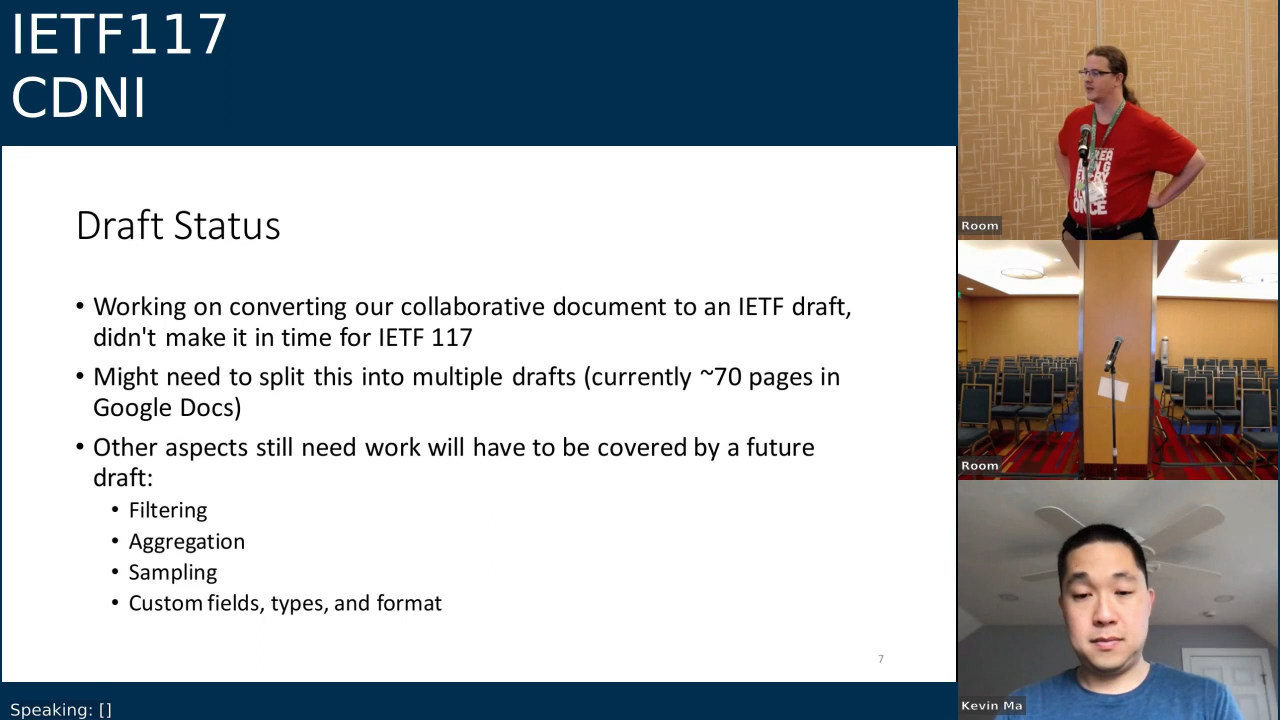 IETF117
CDNI
Draft Status
• Working on converting our collaborative document to an IETF draft,
didn't make it in time for IETF 117
• Might need to split this into multiple drafts (currently ~70 pages in
Google Docs)
• Other aspects still need work will have to be covered by a future
draft:
• Filtering
• Aggregation
• Sampling
• Custom fields, types, and format
7
Speaking: []
Room
ONCE
Room
Kevin Ma